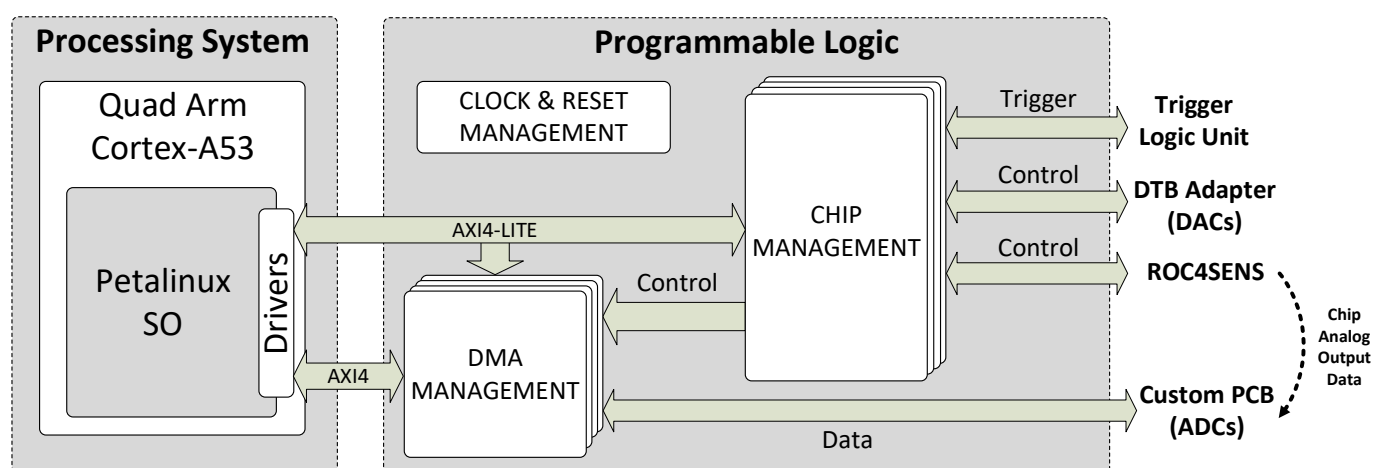 Processing System
Programmable Logic
Quad Arm
Cortex-A53
Petalinux
SO
Drivers
CLOCK & RESET
MANAGEMENT
AXI4-LITE
AXI4
DMA
MANAGEMENT
Control
CHIP
MANAGEMENT
Trigger
Control
Control
Data
Trigger
Logic Unit
DTB Adapter
(DACs)
ROC4SENS
Chip
Analog
Output
Data
Custom PCB
(ADCs)